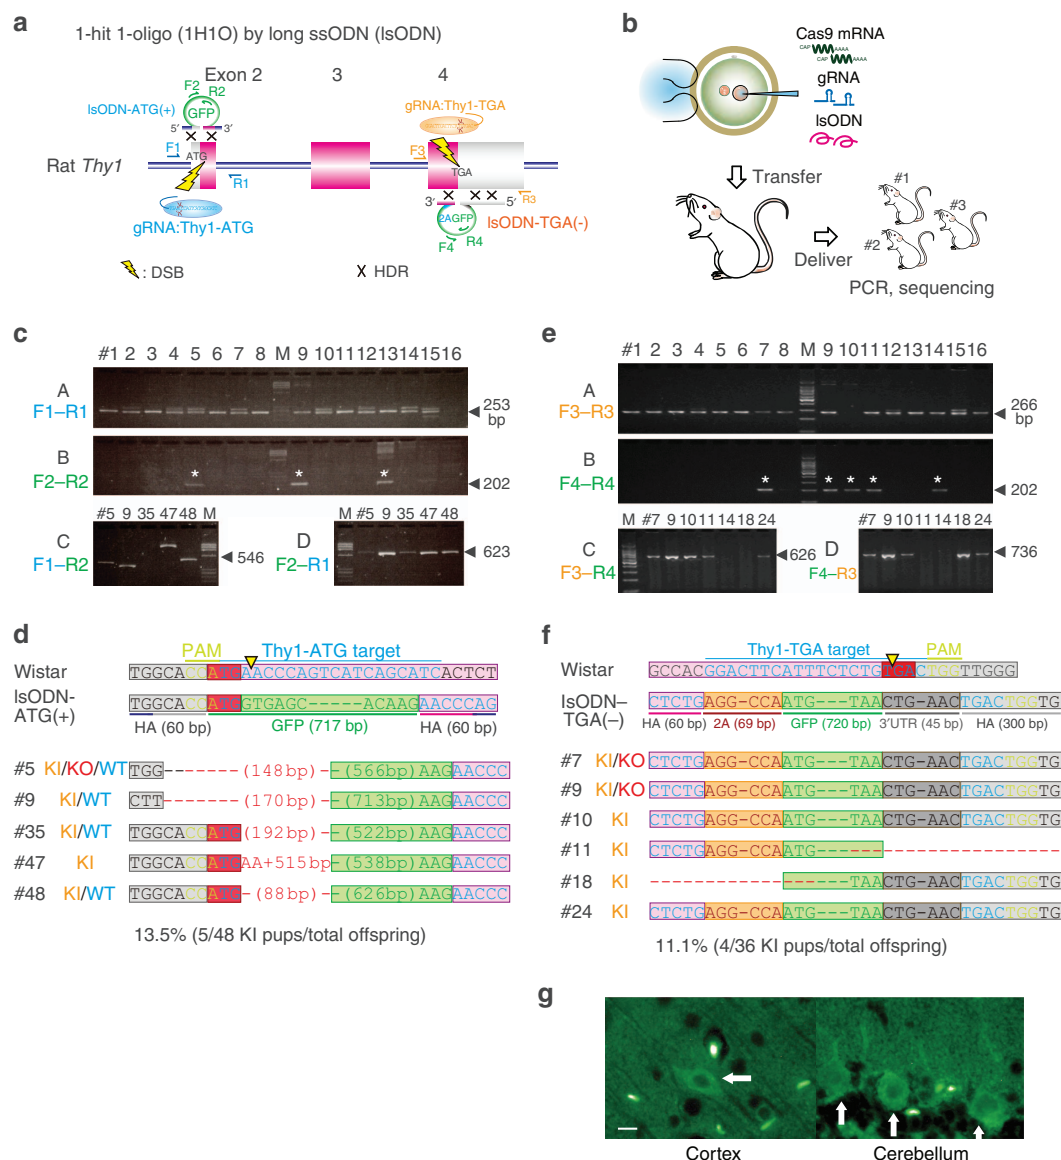 a
1-hit 1-oligo (1H1O) by long ssODN (lsODN)
Exon 2 3 4
F2 R2
lsODN-ATG(+)
GFP
5′ 3′
gRNA:Thy1-TGA
F1 ATG
F3
Rat Thy1
TGA
R1
R3
3′ 5′
gRNA:Thy1-ATG
2AGFP
lsODN-TGA(-)
F4 R4
: DSB
HDR
b
Cas9 mRNA
CAP AAAA
CAP AAAA
gRNA
lsODN
Transfer
#1
#3
#2
Deliver
PCR, sequencing
c
#1 2 3 4 5 6 7 8 M 9 10 11 12 13 14 15 16
A
F1–R1
253
bp
B
F2–R2
* * *
202
#5 9 35 47 48 M
C
F1–R2
546
M #5 9 35 47 48
D
F2–R1
623
d
PAM Thy1-ATG target
Wistar
TGGCACCATGAACCCAGTCATCAGCATCACTCT
lsODN-
ATG(+)
TGGCACCATGGTGAGC-----ACAAGAACCCAG
HA (60 bp) GFP (717 bp) HA (60 bp)
#5 KI/KO/WT TGG--------(148bp)--(566bp)AAGAACCC
#9 KI/WT CTT-------(170bp)--(713bp)AAGAACCC
#35 KI/WT TGGCACCATG--(192bp)--(522bp)AAGAACCC
#47 KI TGGCACCATGAA+515bp--(538bp)AAGAACCC
#48 KI/WT TGGCACCATG-(88bp)--(626bp)AAGAACCC
13.5% (5/48 KI pups/total offspring)
e
#1 2 3 4 5 6 7 8 M 9 10 11 12 13 14 15 16
A
F3–R3
266
bp
B
F4–R4
* * * * *
202
M #7 9 10 11 14 18 24
C
F3–R4
626
#7 9 10 11 14 18 24
D
F4–R3
736
f
Thy1-TGA target PAM
Wistar
GCCACGGACTTCATTTCTCTGTGACTGGTTGGG
lsODN–
TGA(–)
CTCTGAGG-CCAATG---TAACTG-AACTGACTGGTG
HA (60 bp) 2A (69 bp) GFP (720 bp) 3′UTR (45 bp) HA (300 bp)
#7 KI/KO CTCTGAGG-CCAATG---TAACTG-AACTGACTGGTG
#9 KI/KO CTCTGAGG-CCAATG---TAACTG-AACTGACTGGTG
#10 KI CTCTGAGG-CCAATG---TAACTG-AACTGACTGGTG
#11 KI CTCTGAGG-CCAATG----------------------
#18 KI ----------------TAACTG-AACTGACTGGTG
#24 KI CTCTGAGG-CCAATG---TAACTG-AACTGACTGGTG
11.1% (4/36 KI pups/total offspring)
g
Cortex Cerebellum